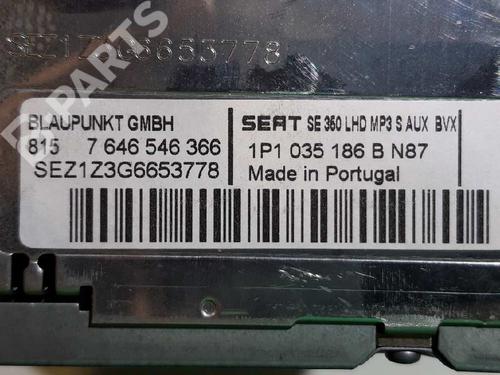 SEZ1Z3G6653778
B-PARTS
BLAUPUNKT GMBH
815 7 646 546 366
SEZ1Z3G6653778
SEAT SE 360 LHD MP3 S AUX BVX
1P1 035 186 B N87
Made in Portugal